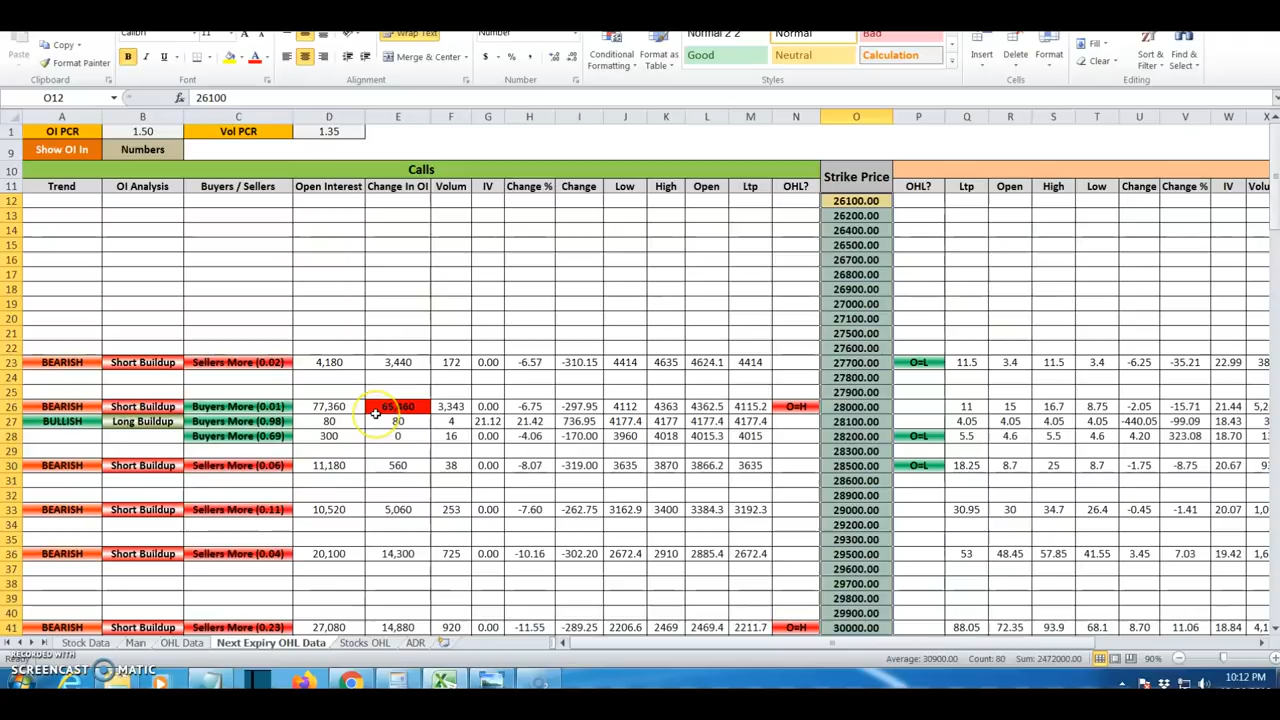 Calibri 11 Wrap Text Number Normal 2 2 Normal Bad
Paste Copy Format Painter B I U Merge & Center $ % , Conditional Formatting Format as Table Good Neutral Calculation Insert Delete Format Fill Clear Sort & Filter Find & Select
Clipboard Font Alignment Number Styles Cells Editing
O12 fx 26100
A B C D E F G H I J K L M N O P Q R S T U V W X
1 OI PCR 1.50 Vol PCR 1.35
9 Show OI In Numbers
10 Calls Strike Price
11 Trend OI Analysis Buyers / Sellers Open Interest Change In OI Volum IV Change % Change Low High Open Ltp OHL? OHL? Ltp Open High Low Change Change % IV Volu
12 26100.00
13 26200.00
14 26400.00
15 26500.00
16 26700.00
17 26800.00
18 26900.00
19 27000.00
20 27100.00
21 27500.00
22 27600.00
23 BEARISH Short Buildup Sellers More (0.02) 4,180 3,440 172 0.00 -6.57 -310.15 4414 4635 4624.1 4414 27700.00 O=L 11.5 3.4 11.5 3.4 -6.25 -35.21 22.99 38
24 27800.00
25 27900.00
26 BEARISH Short Buildup Buyers More (0.01) 77,360 3,343 0.00 -6.75 -297.95 4112 4363 4362.5 4115.2 O=H 28000.00 11 15 16.7 8.75 -2.05 -15.71 21.44 5,2
27 BULLISH Long Buildup Buyers More (0.98) 80 80 4 21.12 21.42 736.95 4177.4 4177 4177.4 4177.4 28100.00 4.05 4.05 4.05 4.05 -440.05 -99.09 18.43
28 Buyers More (0.69) 300 0 16 0.00 -4.06 -170.00 3960 4018 4015.3 4015 28200.00 O=L 5.5 4.6 5.5 4.6 4.20 323.08 18.70 13
29 28300.00
30 BEARISH Short Buildup Sellers More (0.06) 11,180 560 38 0.00 -8.07 -319.00 3635 3870 3866.2 3635 28500.00 O=L 18.25 8.7 25 8.7 -1.75 -8.75 20.67
31 28600.00
32 28900.00
33 BEARISH Short Buildup Sellers More (0.11) 10,520 5,060 253 0.00 -7.60 -262.75 3162.9 3400 3384.3 3192.3 29000.00 30.95 30 34.7 26.4 -0.45 -1.41 20.07 1,0
34 29200.00
35 29300.00
36 BEARISH Short Buildup Sellers More (0.04) 20,100 14,300 725 0.00 -10.16 -302.20 2672.4 2910 2885.4 2672.4 29500.00 53 48.45 57.85 41.55 3.45 7.03 19.42 1,6
37 29600.00
38 29700.00
39 29800.00
40 29900.00
41 BEARISH Short Buildup Sellers More (0.23) 27,080 14,880 920 0.00 -11.55 -289.25 2206.6 2469 2469.4 2211.7 O=H 30000.00 88.05 72.35 93.9 68.1 8.70 11.06 18.84 4,1
Stock Data Main OHL Data Next Expiry OHL Data Stocks OHL ADR
Average: 30900.00 Count: 80 Sum: 2472000.00 90%
RECORDED WITH
SCREENCAST MATIC
10:12 PM